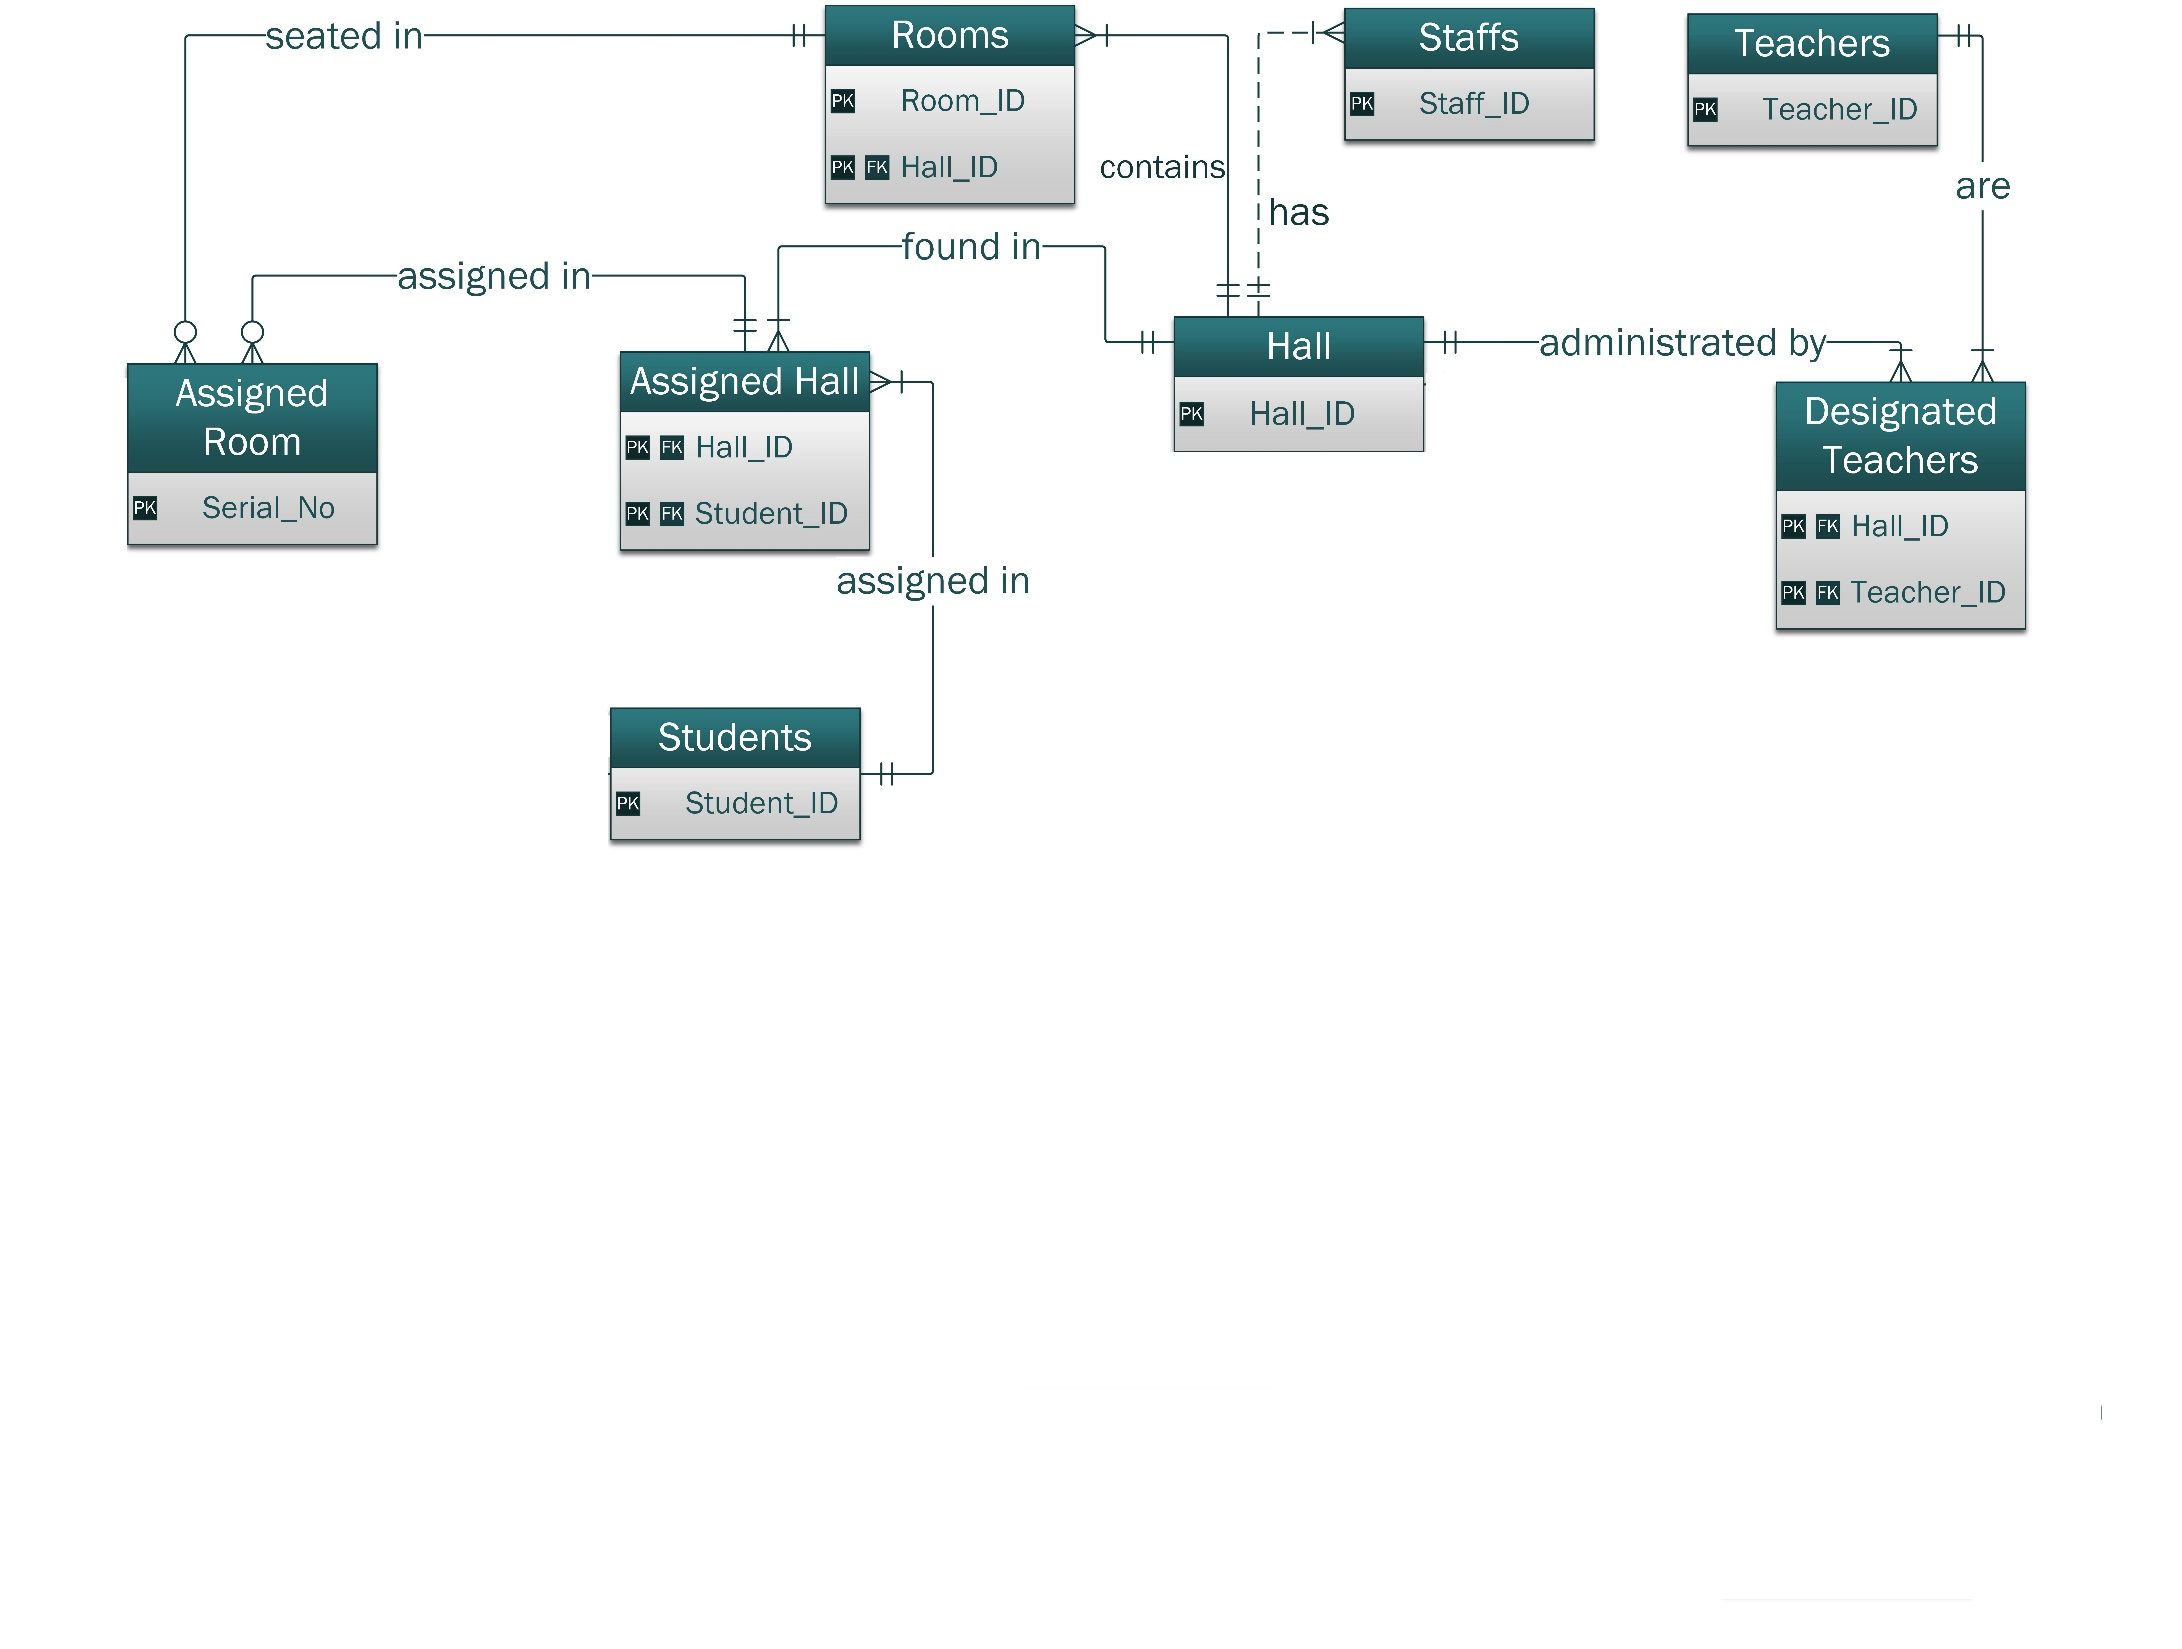 seated in
Rooms
PK Room_ID
PK FK Hall_ID
Staffs
PK Staff_ID
Teachers
PK Teacher_ID
contains
has
are
found in
assigned in
Hall
PK Hall_ID
administrated by
Assigned
Room
PK Serial_No
Assigned Hall
PK FK Hall_ID
PK FK Student_ID
Designated
Teachers
PK FK Hall_ID
PK FK Teacher_ID
assigned in
Students
PK Student_ID